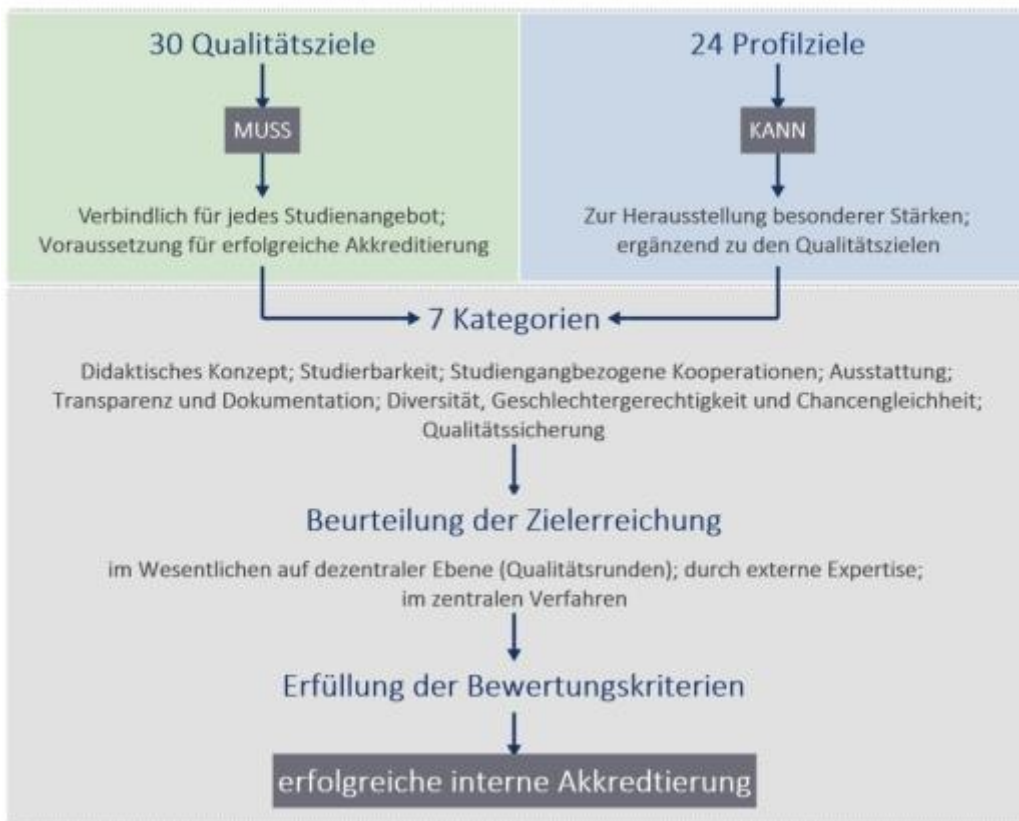 30 Qualitätsziele
MUSS
Verbindlich für jedes Studienangebot;
Voraussetzung für erfolgreiche Akkreditierung
24 Profilziele
KANN
Zur Herausstellung besonderer Stärken;
ergänzend zu den Qualitätszielen
7 Kategorien
Didaktisches Konzept; Studierbarkeit; Studiengangbezogene Kooperationen; Ausstattung;
Transparenz und Dokumentation; Diversität, Geschlechtergerechtigkeit und Chancengleichheit;
Qualitätssicherung
Beurteilung der Zielerreichung
im Wesentlichen auf dezentraler Ebene (Qualitätsrunden); durch externe Expertise;
im zentralen Verfahren
Erfüllung der Bewertungskriterien
erfolgreiche interne Akkredtierung